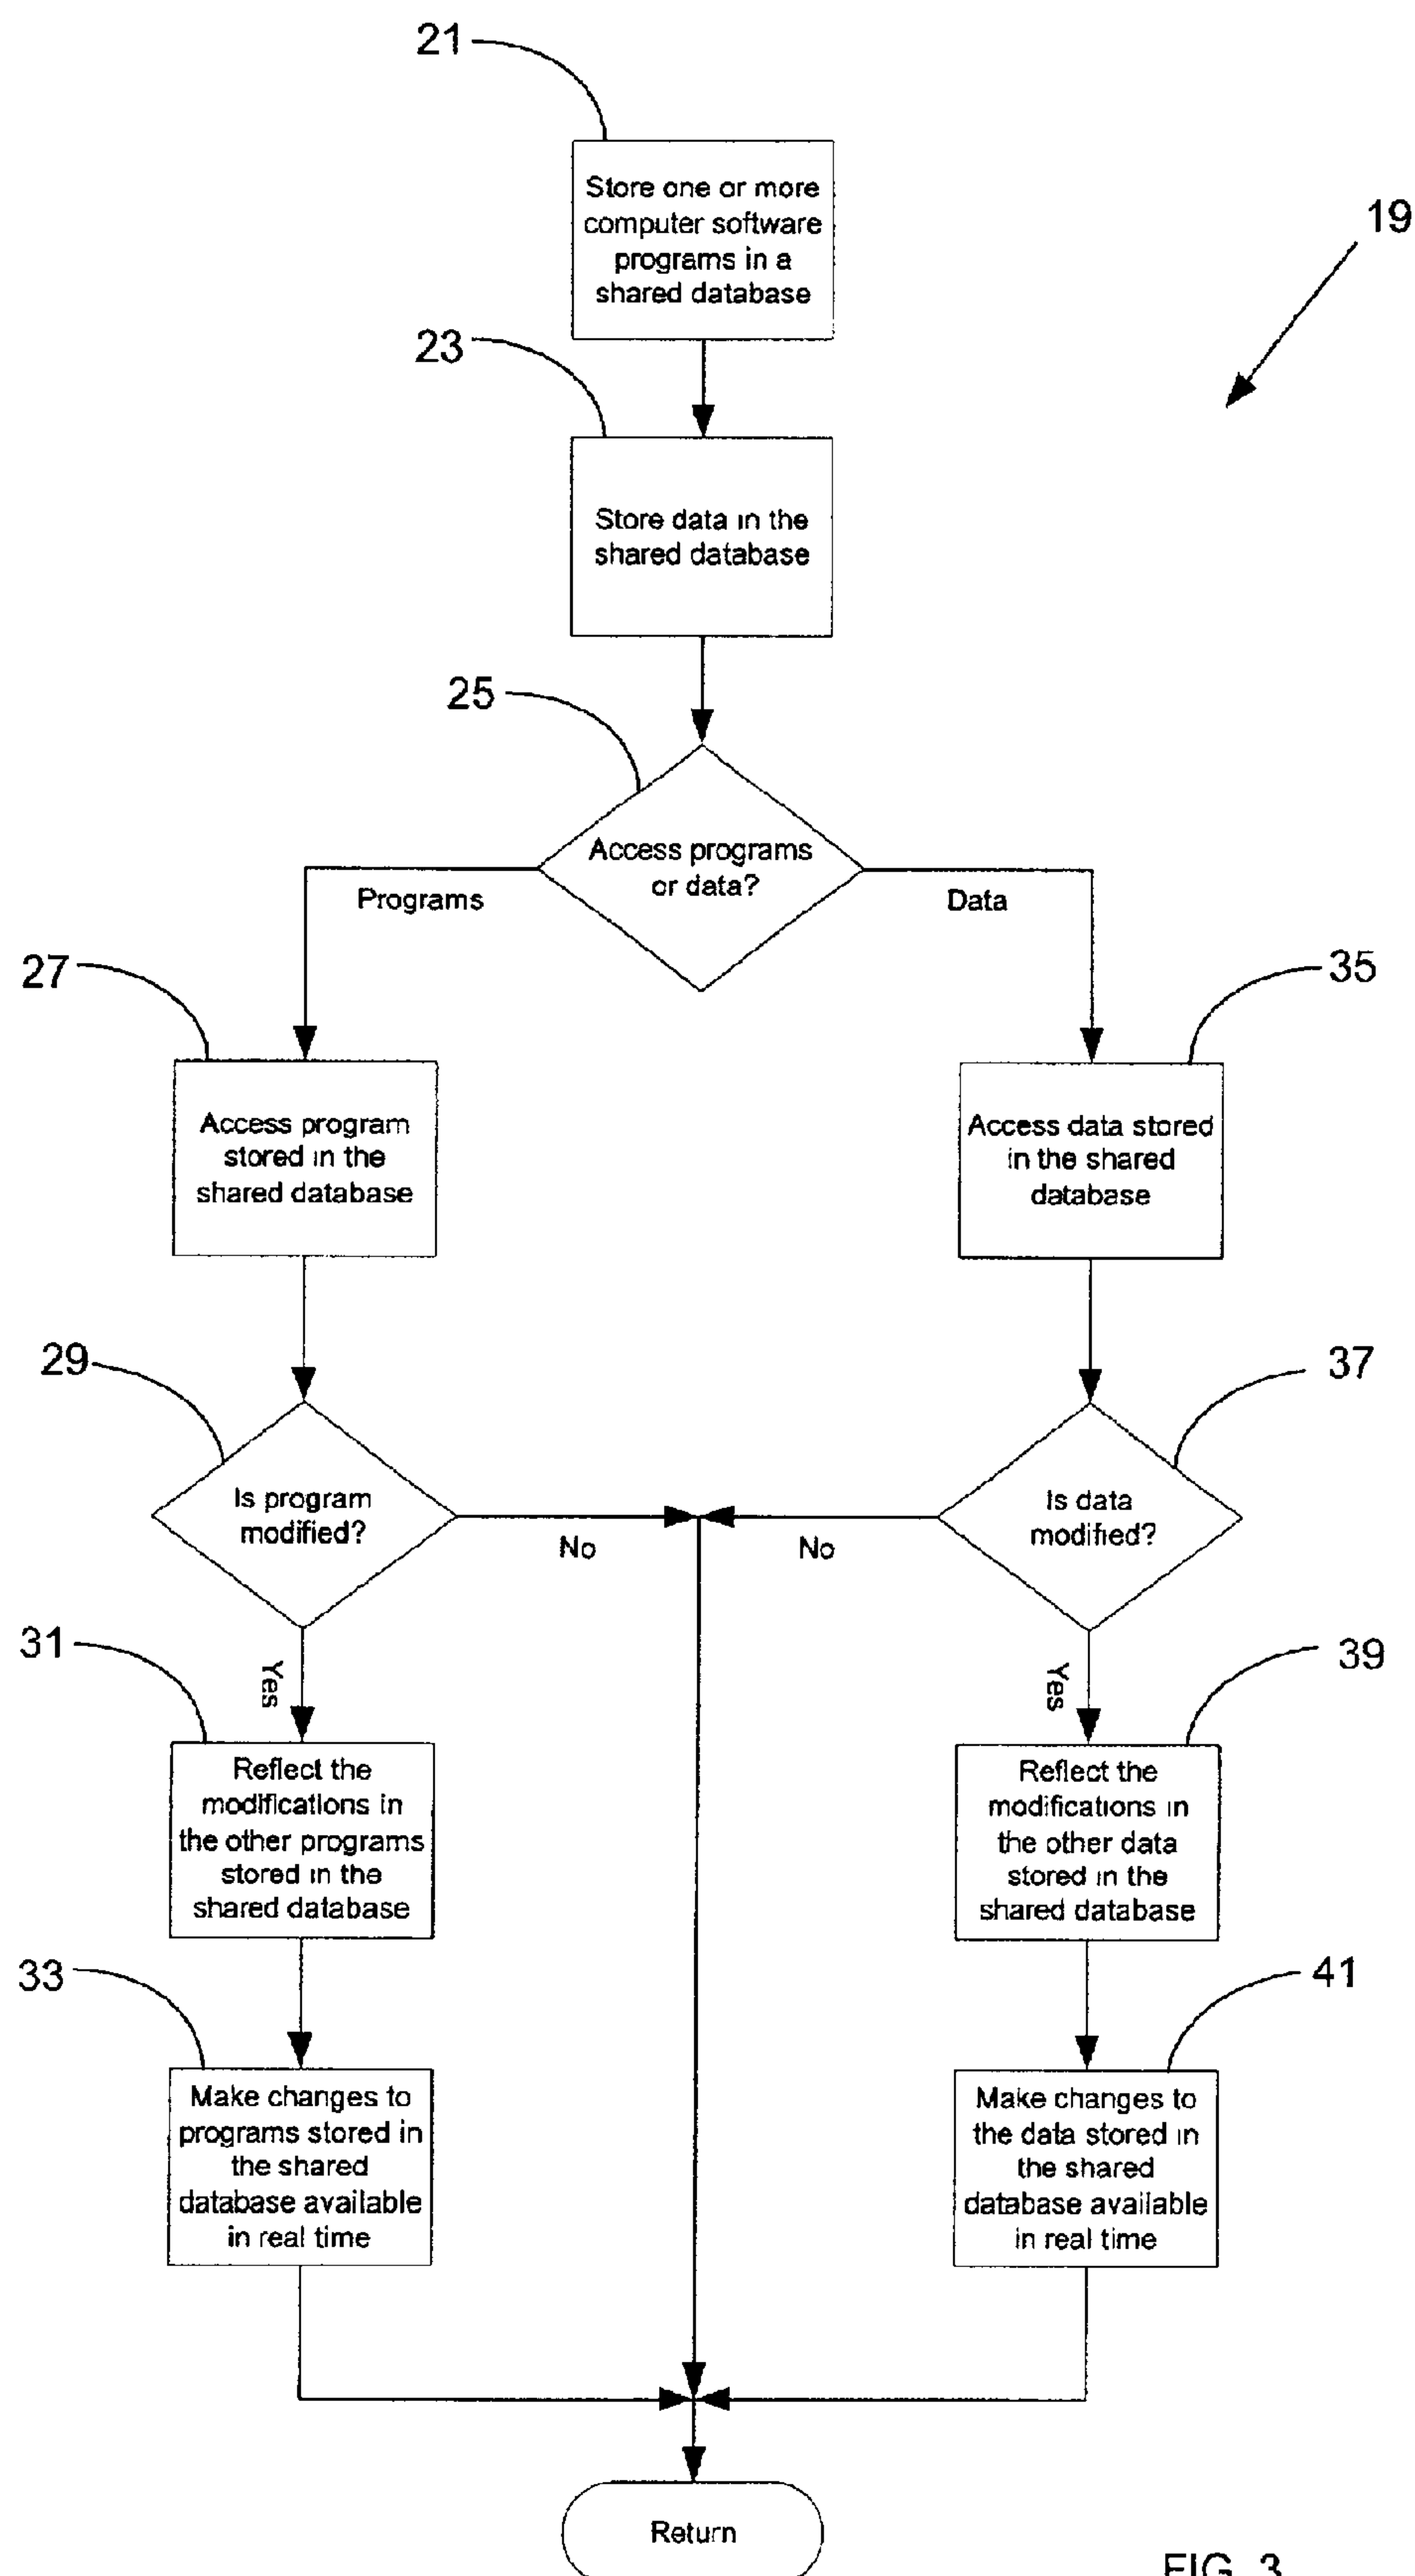 21
Store one or more
computer software
programs in a
shared database
19
23
Store data in the
shared database
25
Access programs
or data?
Programs
Data
27
35
Access program
stored in the
shared database
Access data stored
in the shared
database
29
37
Is program
modified?
Is data
modified?
No
No
31
39
Yes
Yes
Reflect the
modifications in
the other programs
stored in the
shared database
Reflect the
modifications in
the other data
stored in the
shared database
33
41
Make changes to
programs stored in
the shared
database available
in real time
Make changes to
the data stored in
the shared
database available
in real time
Return
FIG. 3